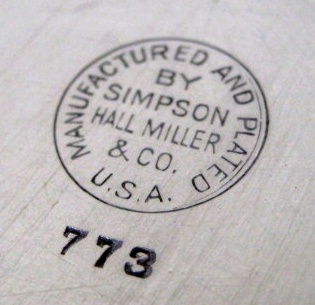 MANUFACTURED AND PLATED
BY
SIMPSON
HALL MILLER
& CO.
U.S.A.
773